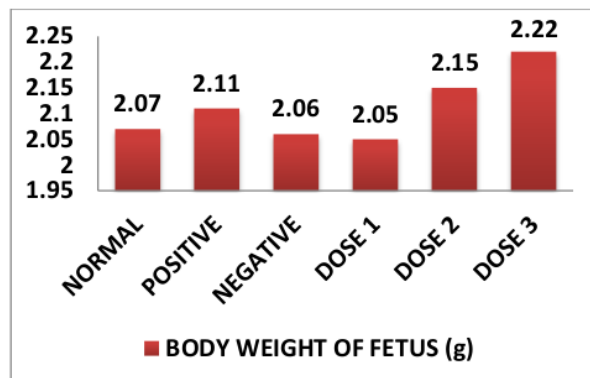 2.25
2.2
2.15
2.1
2.05
2
1.95
2.07
2.11
2.06
2.05
2.15
2.22
NORMAL
POSITIVE
NEGATIVE
DOSE 1
DOSE 2
DOSE 3
BODY WEIGHT OF FETUS (g)